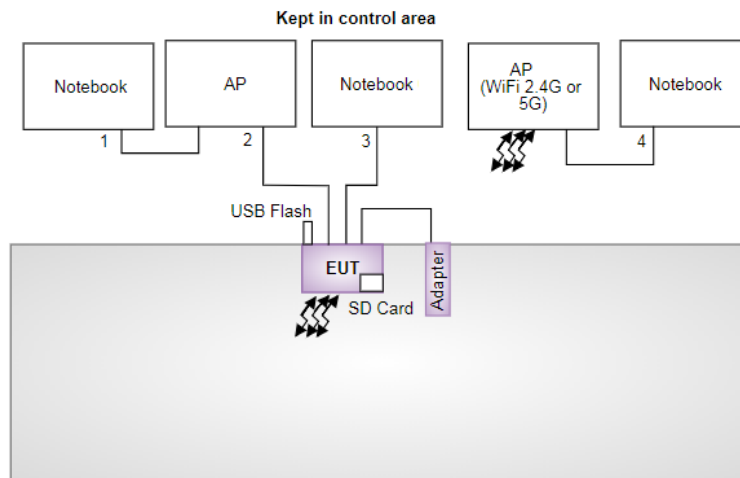 Kept in control area
Notebook
AP
Notebook
AP
(WiFi 2.4G or
5G)
Notebook
1
2
3
4
USB Flash
EUT
SD Card
Adapter